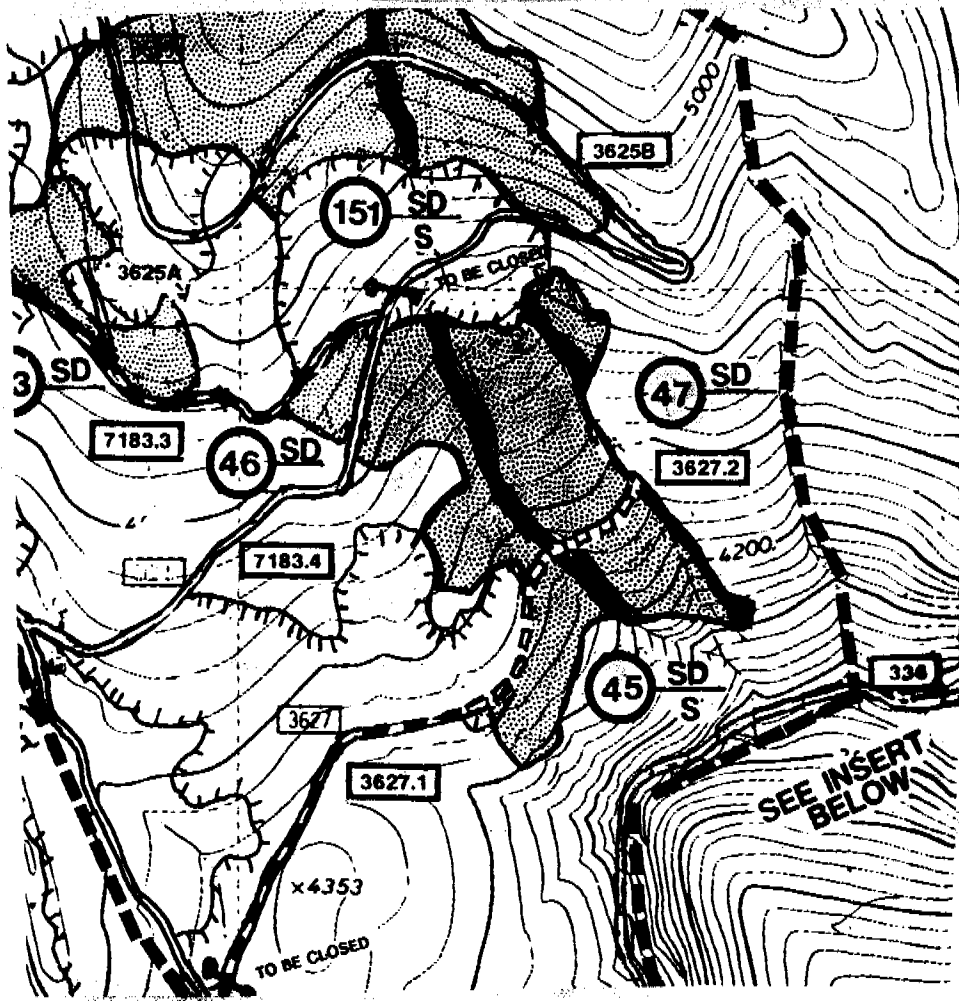 5000
3625B
151 SD
S
3625A
TO BE CLOSED
3 SD
47 SD
7183.3
46 SD
3627.2
4200
7183.4
45 SD
S
336
3627
3627.1
SEE INSERT
BELOW
×4353
TO BE CLOSED